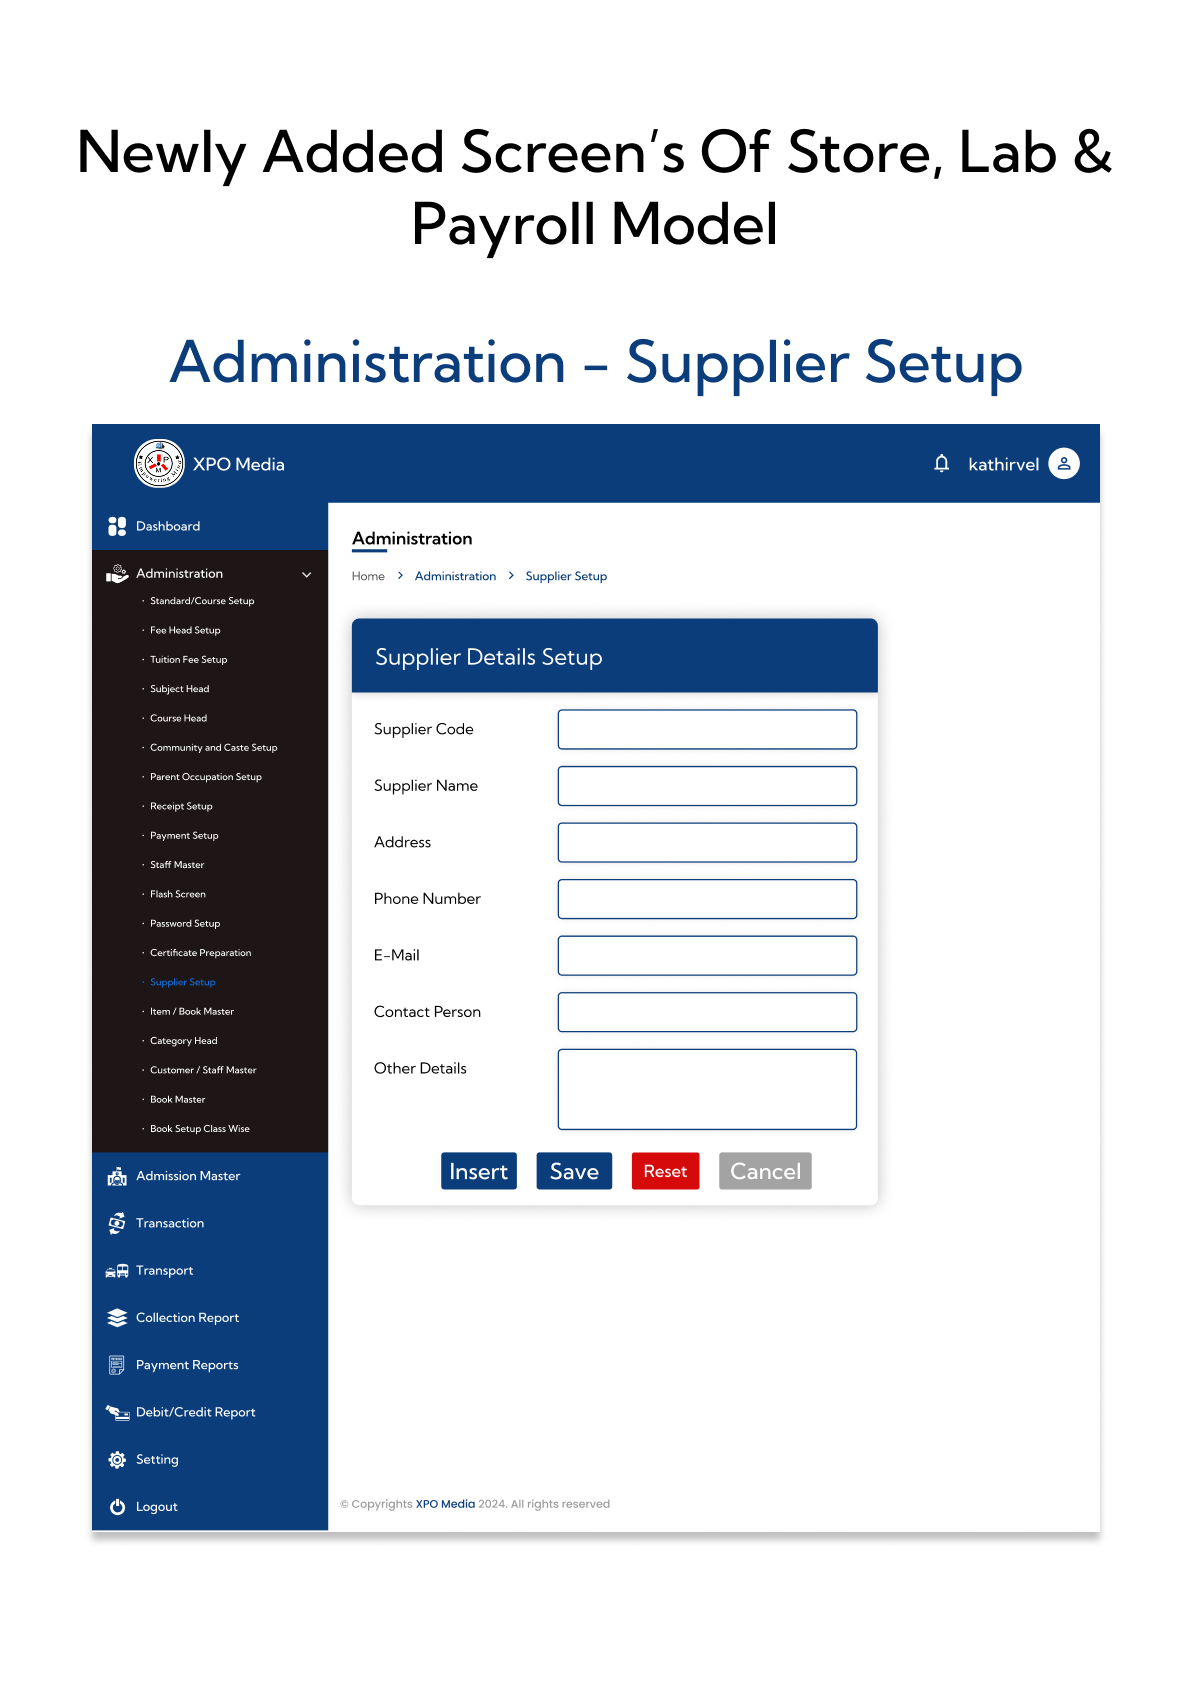 Newly Added Screen’s Of Store, Lab &
Payroll Model
Administration - Supplier Setup
XPO Media
kathirvel
Dashboard
Administration
· Standard/Course Setup
· Fee Head Setup
· Tuition Fee Setup
· Subject Head
· Course Head
· Community and Caste Setup
· Parent Occupation Setup
· Receipt Setup
· Payment Setup
· Staff Master
· Flash Screen
· Password Setup
· Certificate Preparation
· Supplier Setup
· Item / Book Master
· Category Head
· Customer / Staff Master
· Book Master
· Book Setup Class Wise
Admission Master
Transaction
Transport
Collection Report
Payment Reports
Debit/Credit Report
Setting
Logout
Administration
Home > Administration > Supplier Setup
Supplier Details Setup
Supplier Code
Supplier Name
Address
Phone Number
E-Mail
Contact Person
Other Details
Insert Save Reset Cancel
© Copyrights XPO Media 2024. All rights reserved